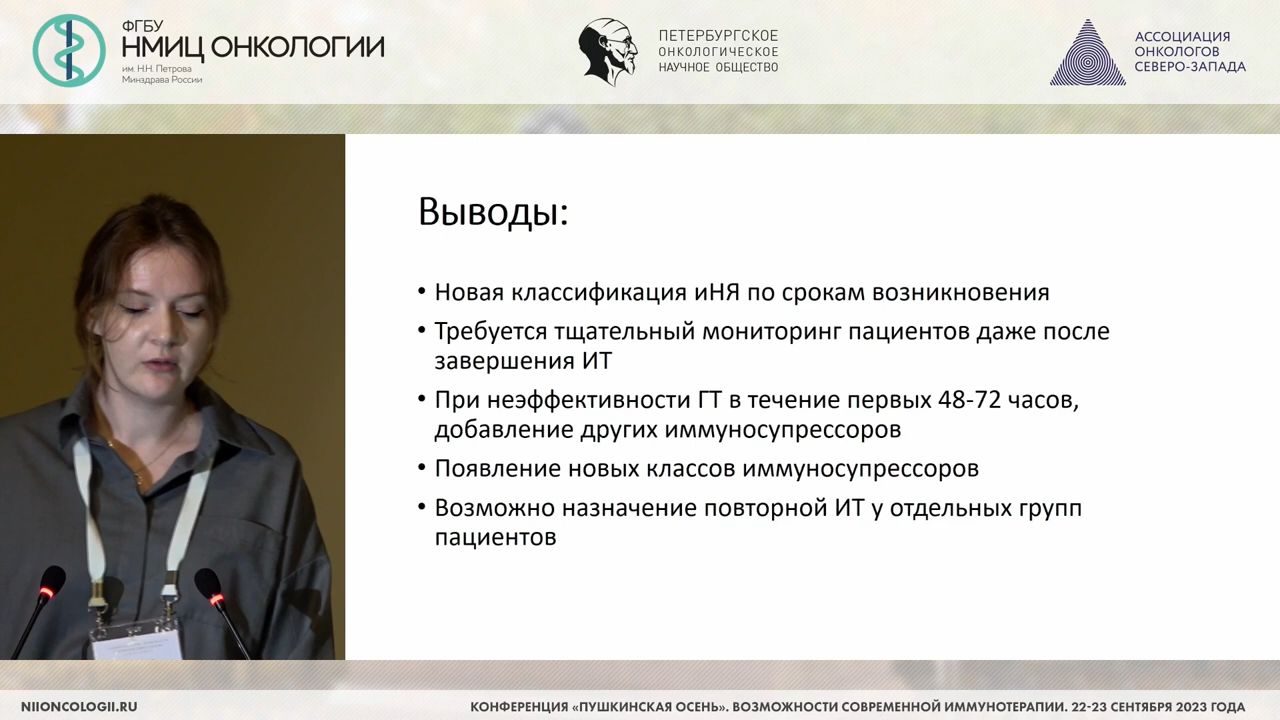 ФГБУ
НМИЦ ОНКОЛОГИИ
им. Н.Н. Петрова
Минздрава России
ПЕТЕРБУРГСКОЕ
ОНКОЛОГИЧЕСКОЕ
НАУЧНОЕ ОБЩЕСТВО
АССОЦИАЦИЯ
ОНКОЛОГОВ
СЕВЕРО-ЗАПАДА
Выводы:
• Новая классификация иНЯ по срокам возникновения
• Требуется тщательный мониторинг пациентов даже после
завершения ИТ
• При неэффективности ГТ в течение первых 48-72 часов,
добавление других иммуносупрессоров
• Появление новых классов иммуносупрессоров
• Возможно назначение повторной ИТ у отдельных групп
пациентов
NIIONCOLOGII.RU
КОНФЕРЕНЦИЯ «ПУШКИНСКАЯ ОСЕНЬ». ВОЗМОЖНОСТИ СОВРЕМЕННОЙ ИММУНОТЕРАПИИ. 22-23 СЕНТЯБРЯ 2023 ГОДА